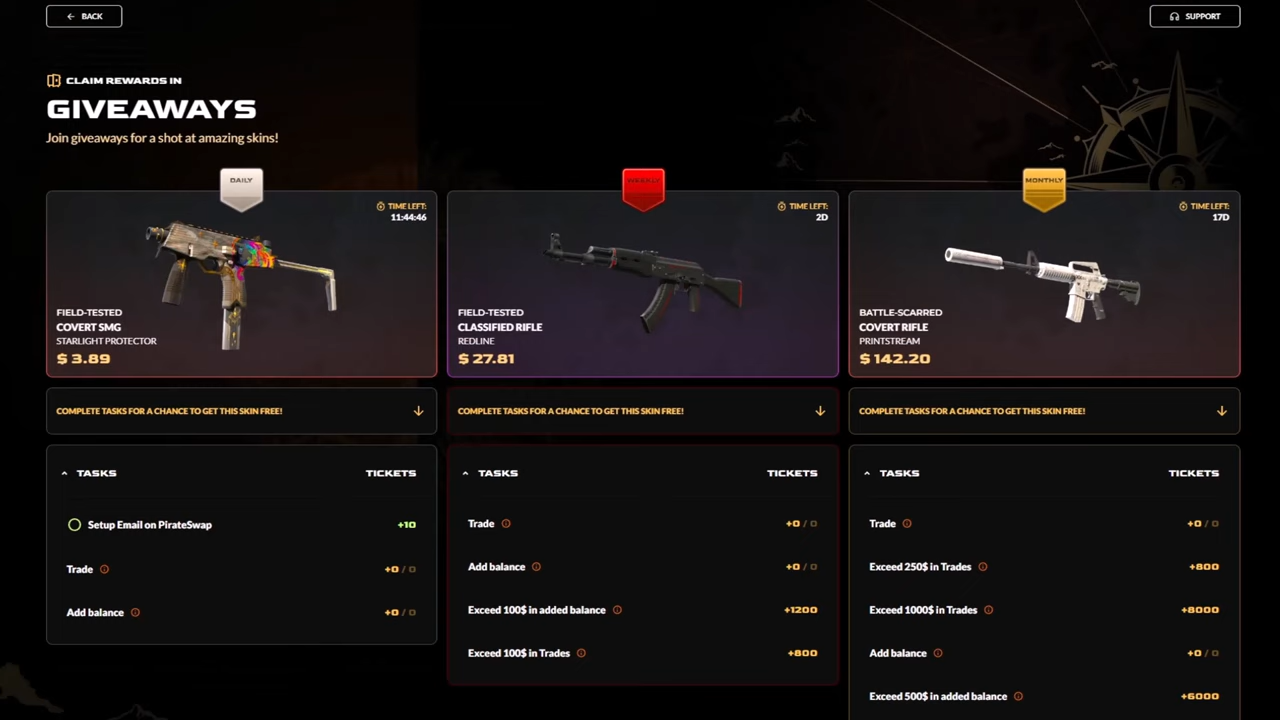 BACK
SUPPORT
CLAIM REWARDS IN
GIVEAWAYS
Join giveaways for a shot at amazing skins!
DAILY
TIME LEFT:
11:44:46
FIELD-TESTED
COVERT SMG
STARLIGHT PROTECTOR
$ 3.89
COMPLETE TASKS FOR A CHANCE TO GET THIS SKIN FREE!
TASKS TICKETS
Setup Email on PirateSwap +10
Trade +0 / 0
Add balance +0 / 0
WEEKLY
TIME LEFT:
2D
FIELD-TESTED
CLASSIFIED RIFLE
REDLINE
$ 27.81
COMPLETE TASKS FOR A CHANCE TO GET THIS SKIN FREE!
TASKS TICKETS
Trade +0 / 0
Add balance +0 / 0
Exceed 100$ in added balance +1200
Exceed 100$ in Trades +800
MONTHLY
TIME LEFT:
17D
BATTLE-SCARRED
COVERT RIFLE
PRINTSTREAM
$ 142.20
COMPLETE TASKS FOR A CHANCE TO GET THIS SKIN FREE!
TASKS TICKETS
Trade +0 / 0
Exceed 250$ in Trades +800
Exceed 1000$ in Trades +8000
Add balance +0 / 0
Exceed 500$ in added balance +6000